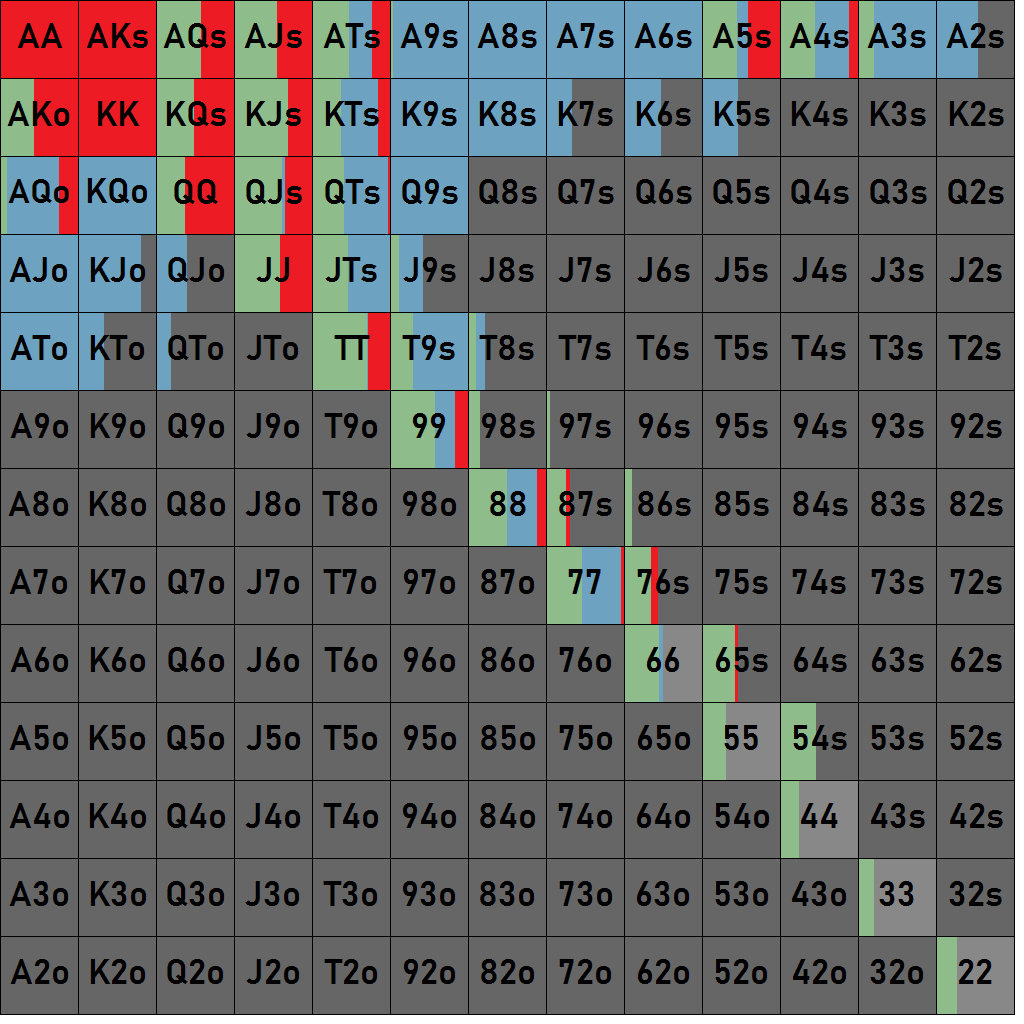 AA AKs AQs AJs ATs A9s A8s A7s A6s A5s A4s A3s A2s
AKo KK KQs KJs KTs K9s K8s K7s K6s K5s K4s K3s K2s
AQo KQo QQ QJs QTs Q9s Q8s Q7s Q6s Q5s Q4s Q3s Q2s
AJo KJo QJo JJ JTs J9s J8s J7s J6s J5s J4s J3s J2s
ATo KTo QTo JTo TT T9s T8s T7s T6s T5s T4s T3s T2s
A9o K9o Q9o J9o T9o 99 98s 97s 96s 95s 94s 93s 92s
A8o K8o Q8o J8o T8o 98o 88 87s 86s 85s 84s 83s 82s
A7o K7o Q7o J7o T7o 97o 87o 77 76s 75s 74s 73s 72s
A6o K6o Q6o J6o T6o 96o 86o 76o 66 65s 64s 63s 62s
A5o K5o Q5o J5o T5o 95o 85o 75o 65o 55 54s 53s 52s
A4o K4o Q4o J4o T4o 94o 84o 74o 64o 54o 44 43s 42s
A3o K3o Q3o J3o T3o 93o 83o 73o 63o 53o 43o 33 32s
A2o K2o Q2o J2o T2o 92o 82o 72o 62o 52o 42o 32o 22